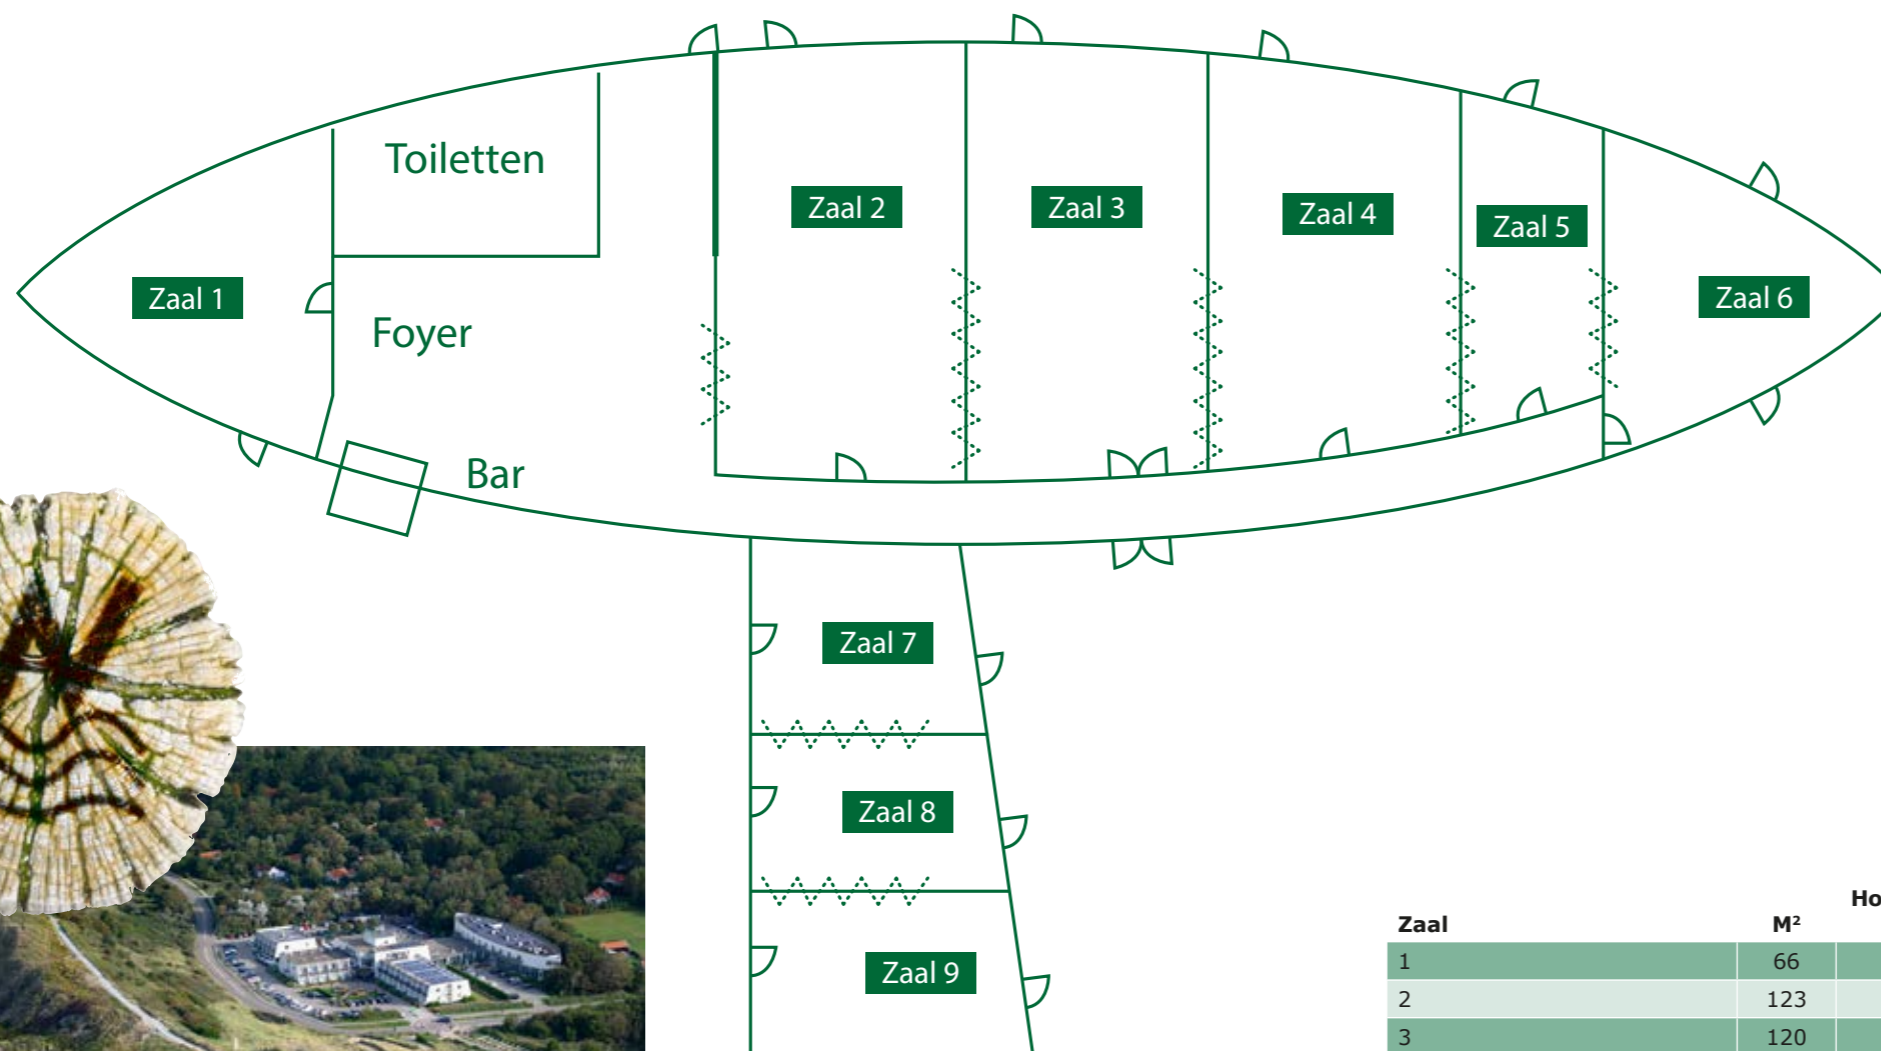 Toiletten
Zaal 2
Zaal 3
Zaal 4
Zaal 5
Zaal 1
Zaal 6
Foyer
Bar
Zaal 7
Zaal 8
Zaal 9
Ho
Zaal M²
1 66
2 123
3 120